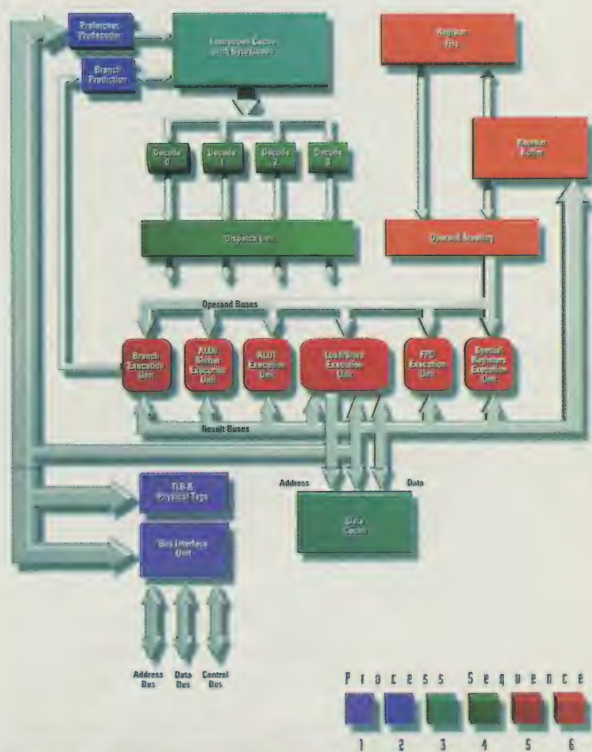 Prefetcher
Predecoder
Instruction Cache
with Byte Queue
Branch
Prediction
Register
File
Reorder
Buffer
Decode
0
Decode
1
Decode
2
Decode
3
Dispatch Unit
Operand Steering
Operand Buses
Branch
Execution
Unit
ALU0
Shifter
Execution
Unit
ALU1
Execution
Unit
Load/Store
Execution
Unit
FPU
Execution
Unit
Special
Registers
Execution
Unit
Result Buses
TLB &
Physical Tags
Address
Data
Bus Interface
Unit
Data
Cache
Address
Bus
Data
Bus
Control
Bus
Process Sequence
1 2 3 4 5 6